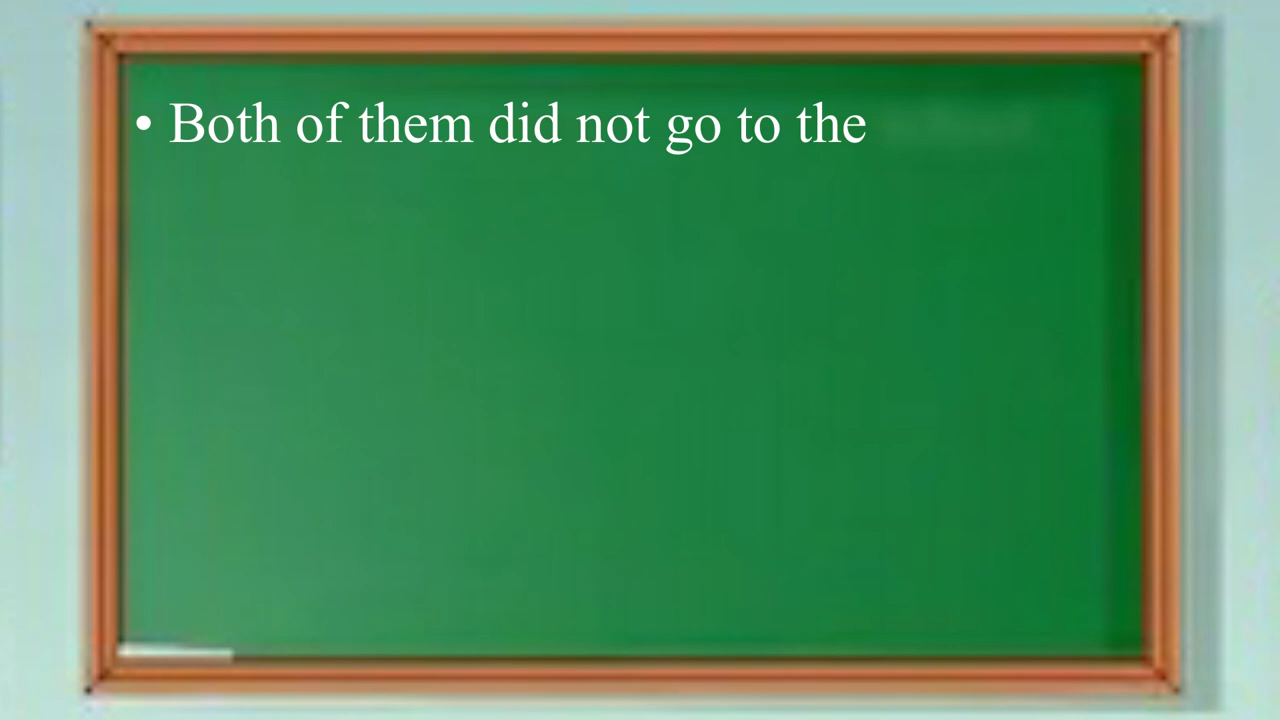 • Both of them did not go to the